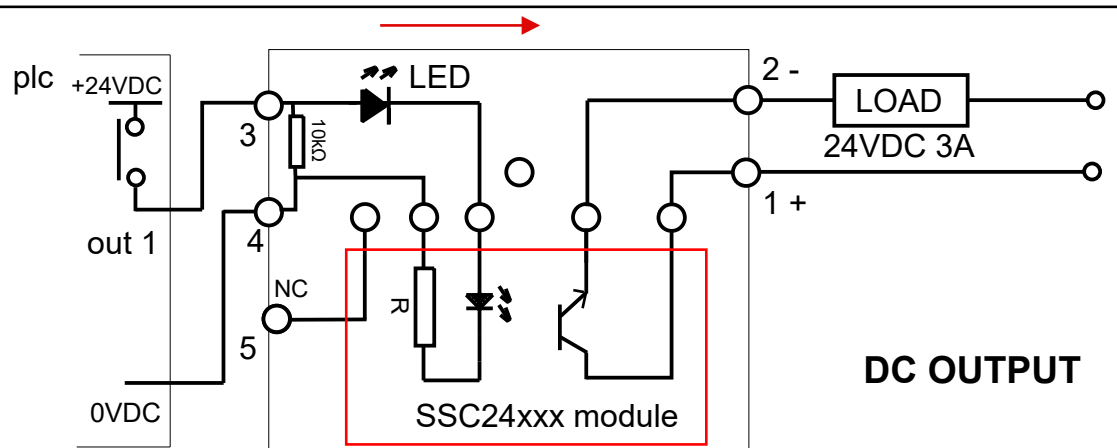 plc
+24VDC
out 1
0VDC
3
4
NC
5
10kΩ
LED
R
SSC24xxx module
2 -
LOAD
24VDC 3A
1 +
DC OUTPUT